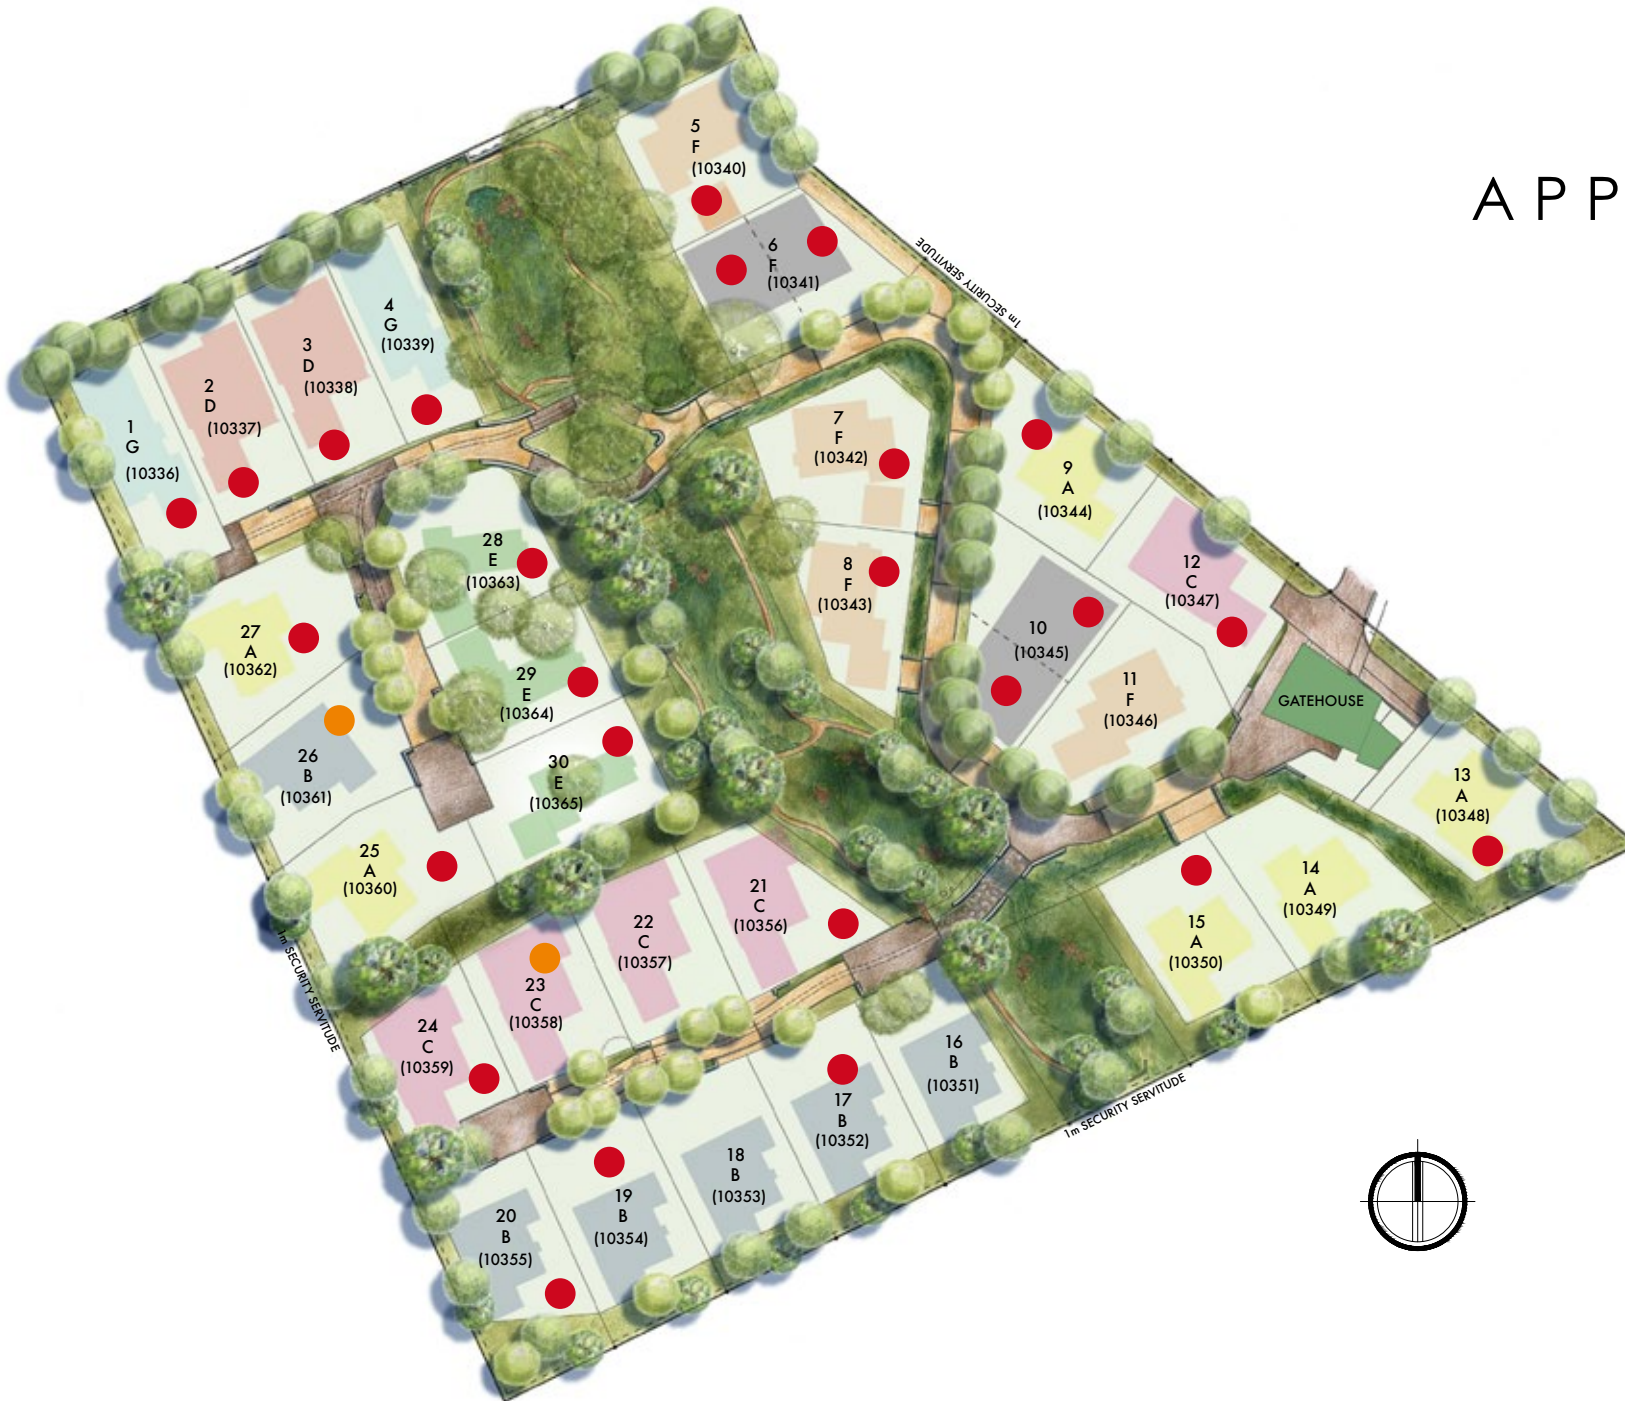 5
F
(10340)
A P P
6
F
(10341)
1m SECURITY SERVITUDE
4
G
(10339)
3
D
(10338)
2
D
(10337)
1
G
(10336)
7
F
(10342)
9
A
(10344)
28
E
(10363)
8
F
(10343)
12
C
(10347)
27
A
(10362)
10
(10345)
29
E
(10364)
11
F
(10346)
GATEHOUSE
26
B
(10361)
30
E
(10365)
13
A
(10348)
25
A
(10360)
21
C
(10356)
14
A
(10349)
22
C
(10357)
15
A
(10350)
1m SECURITY SERVITUDE
23
C
(10358)
24
C
(10359)
16
B
(10351)
17
B
(10352)
1m SECURITY SERVITUDE
18
B
(10353)
19
B
(10354)
20
B
(10355)